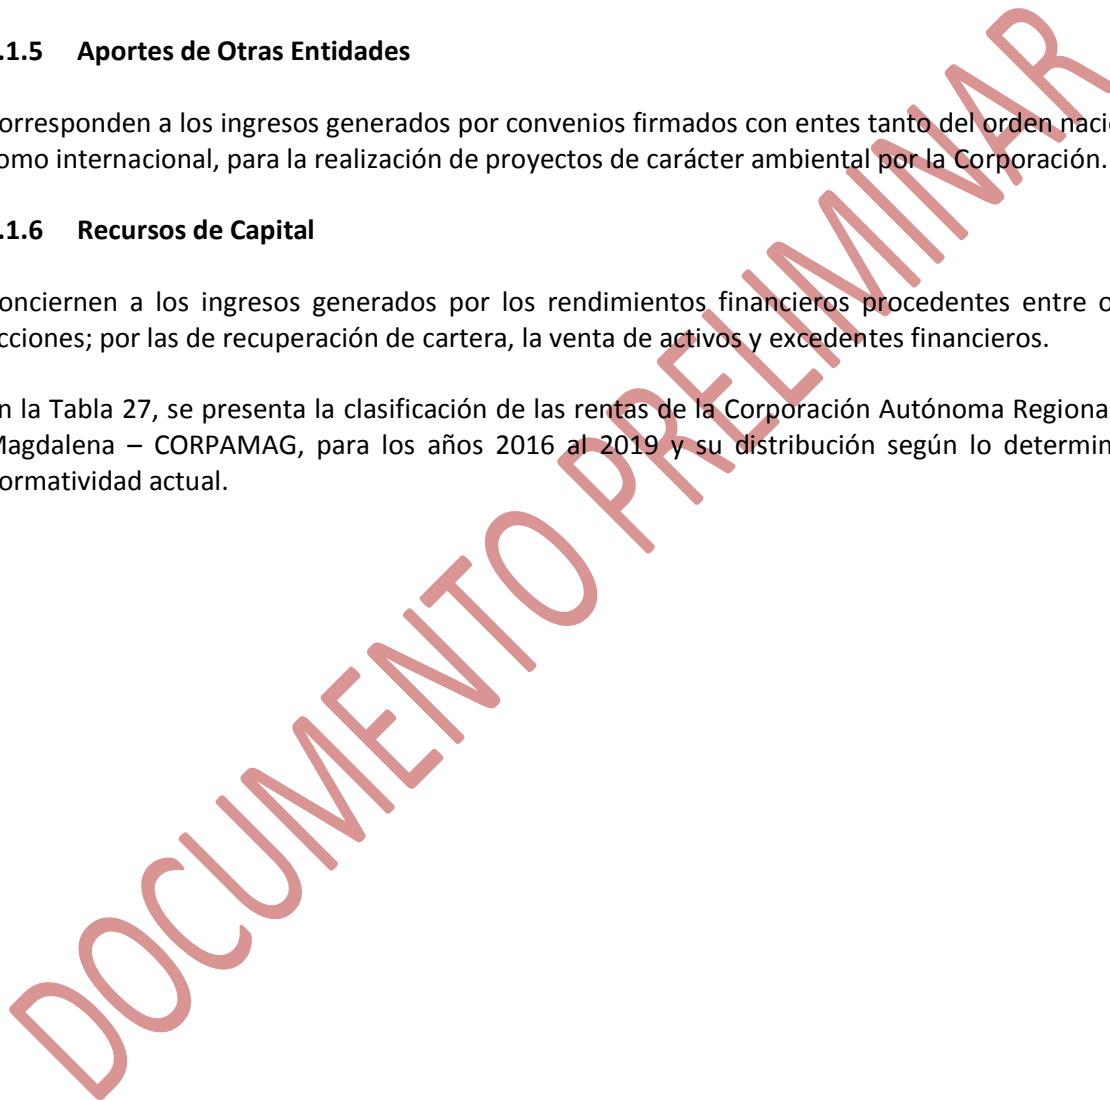 .1.5 Aportes de Otras Entidades
orresponden a los ingresos generados por convenios firmados con entes tanto del orden naci
omo internacional, para la realización de proyectos de carácter ambiental por la Corporación.
.1.6 Recursos de Capital
onciernen a los ingresos generados por los rendimientos financieros procedentes entre o
cciones; por las de recuperación de cartera, la venta de activos y excedentes financieros.
n la Tabla 27, se presenta la clasificación de las rentas de la Corporación Autónoma Regiona
Magdalena – CORPAMAG, para los años 2016 al 2019 y su distribución según lo determin
ormatividad actual.
DOCUMENTO PRELIMINAR